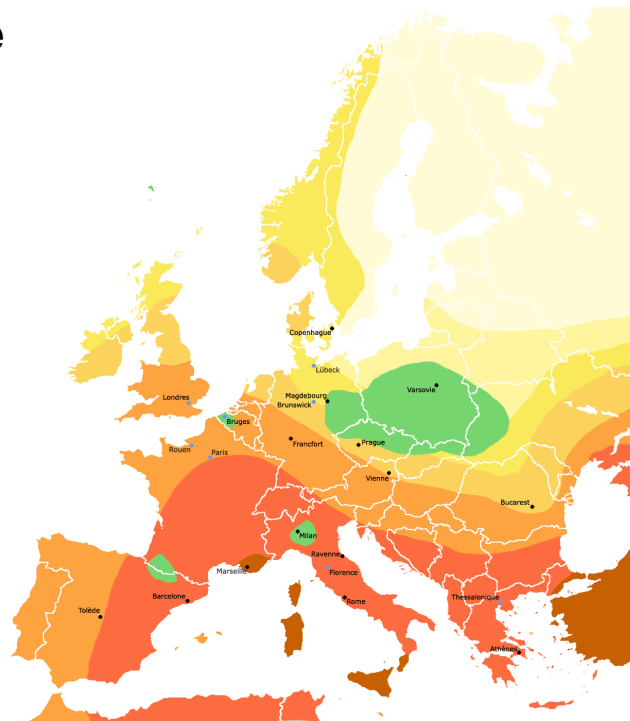 e
Copenhague
Lübeck
Londres
Magdebourg
Brunswick
Varsovie
Bruges
Rouen
Paris
Francfort
Prague
Vienne
Bucarest
Milan
Ravenne
Marseille
Florence
Barcelone
Rome
Tolède
Thessalonique
Athènes